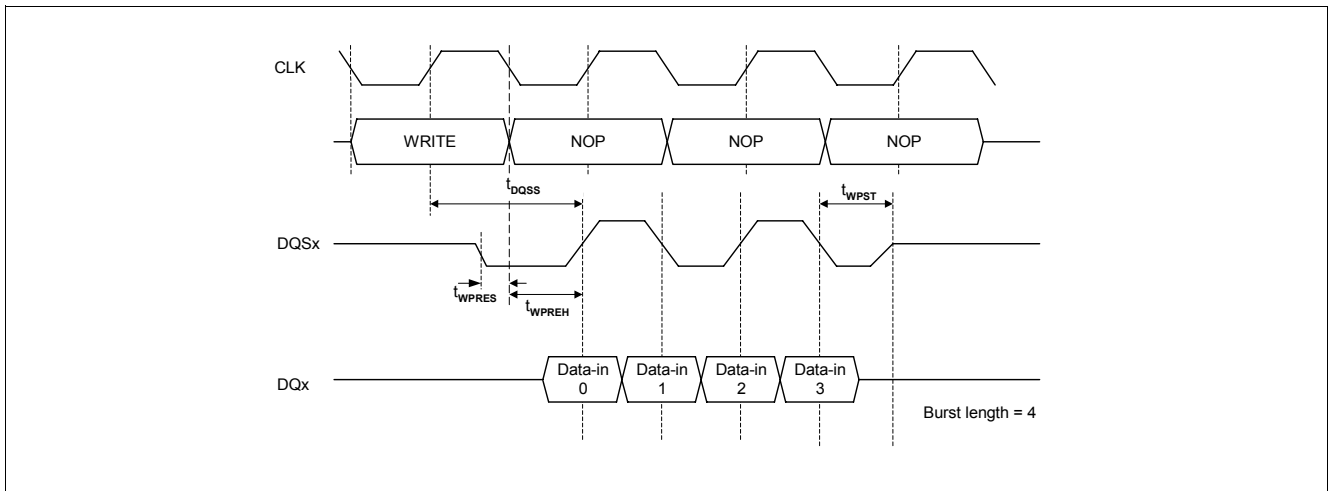 CLK
WRITE NOP NOP NOP
tDQSS tWPST
DQSx
tWPRES tWPREH
Data-in Data-in Data-in Data-in
0 1 2 3
DQx
Burst length = 4